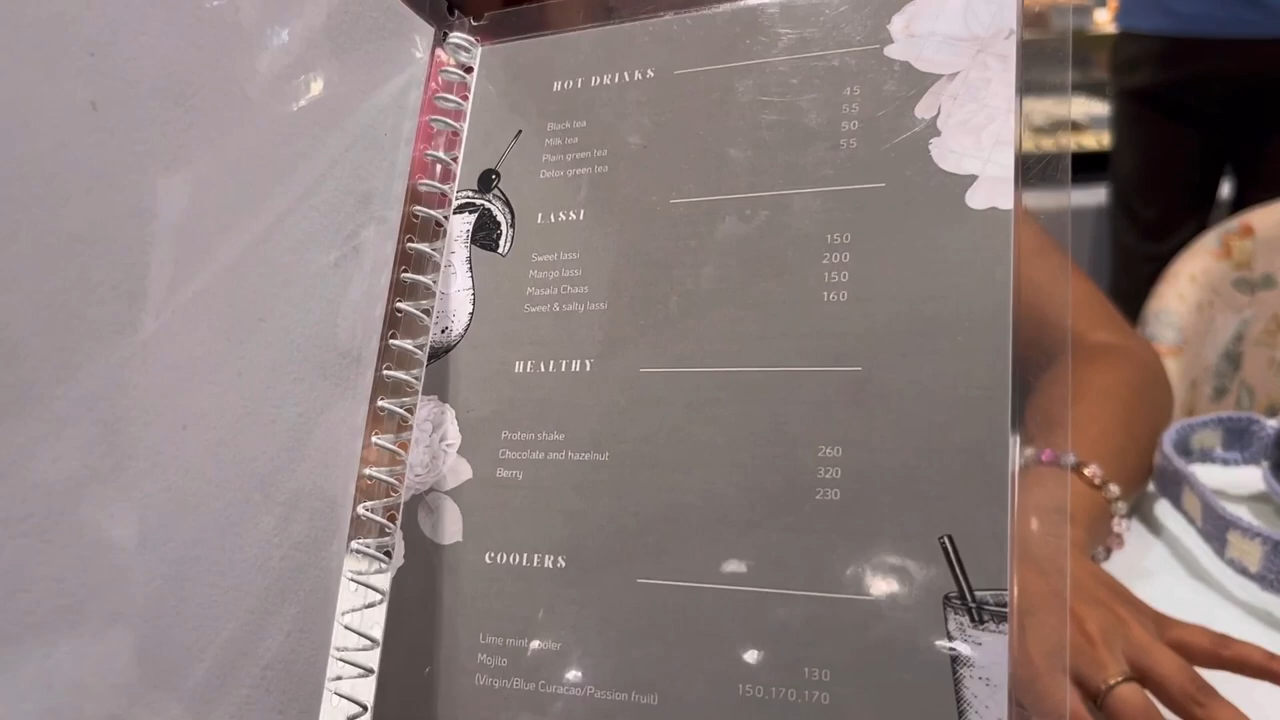 HOT DRINKS
Black tea 45
Milk tea 55
Plain green tea 50
Detox green tea 55
LASSI
Sweet lassi 150
Mango lassi 200
Masala Chaas 150
Sweet & salty lassi 160
HEALTHY
Protein shake 260
Chocolate and hazelnut 320
Berry 230
COOLERS
Lime mint cooler 130
Mojito 150,170,170
(Virgin/Blue Curacao/Passion fruit)